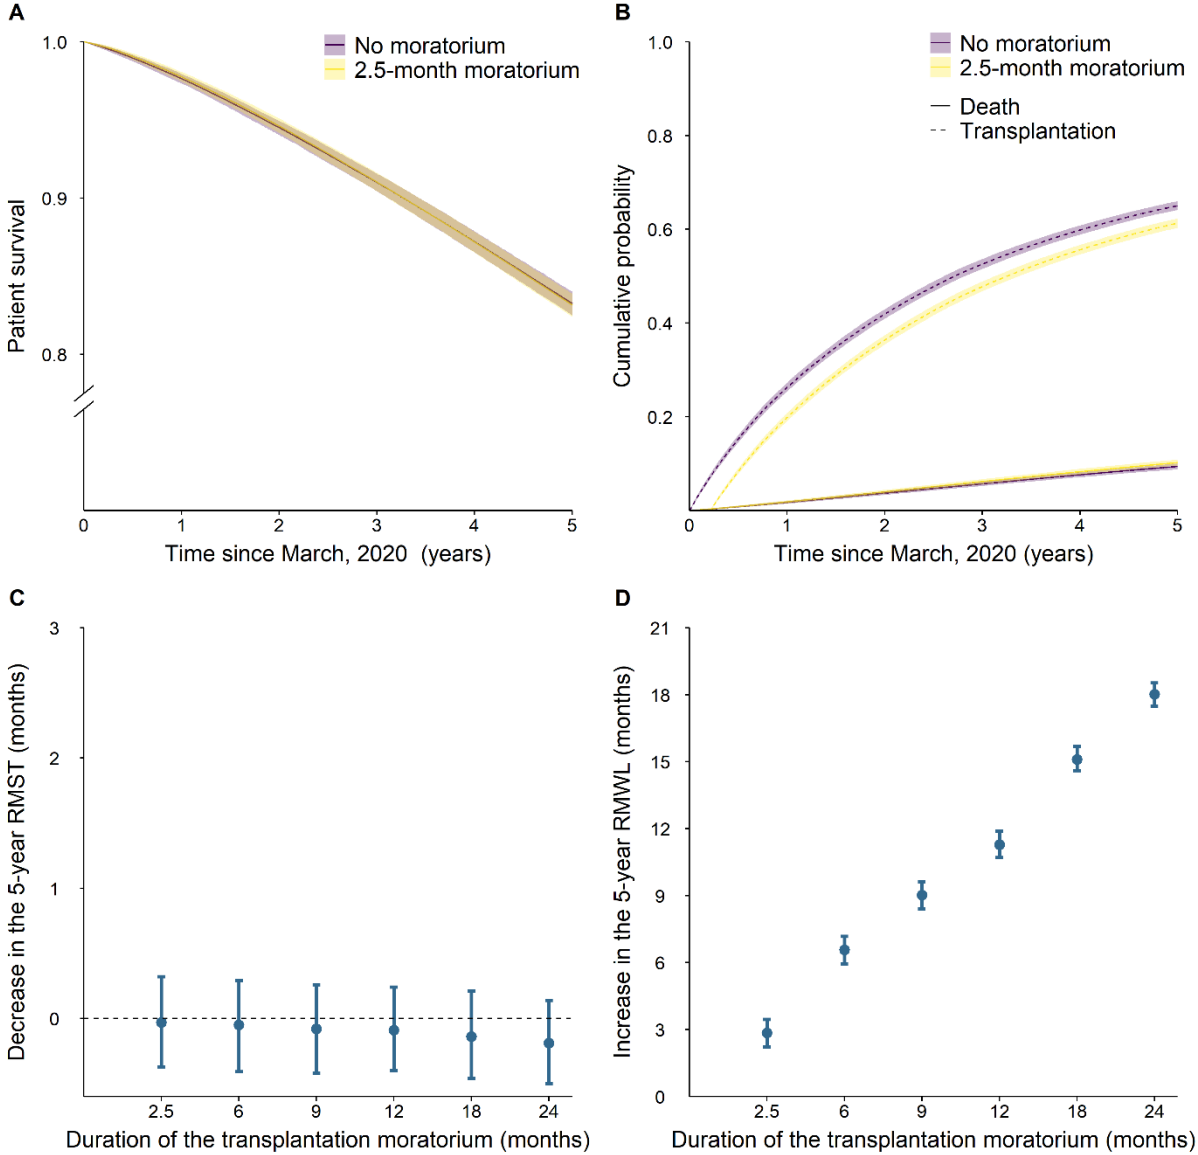 A
No moratorium
2.5-month moratorium
1.0
0.9
0.8
Patient survival
0 1 2 3 4 5
Time since March, 2020 (years)
B
No moratorium
2.5-month moratorium
Death
Transplantation
1.0
0.8
0.6
0.4
0.2
Cumulative probability
0 1 2 3 4 5
Time since March, 2020 (years)
C
3
2
1
0
Decrease in the 5-year RMST (months)
2.5 6 9 12 18 24
Duration of the transplantation moratorium (months)
D
21
18
15
12
9
6
3
0
Increase in the 5-year RMWL (months)
2.5 6 9 12 18 24
Duration of the transplantation moratorium (months)